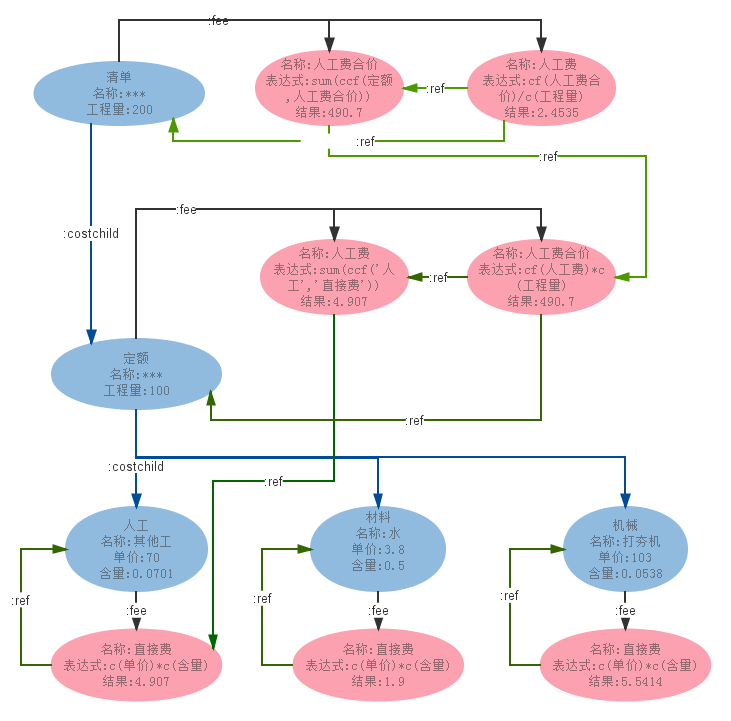 :fee
清单
名称:***
工程量:200
名称:人工费合价
表达式:sum(ccf(定额
,人工费合价))
结果:490.7
:ref
名称:人工费
表达式:cf(人工费合
价)/c(工程量)
结果:2.4535
:ref
:ref
:costchild
:fee
名称:人工费
表达式:sum(ccf('人
工','直接费'))
结果:4.907
:ref
名称:人工费合价
表达式:cf(人工费)*c
(工程量)
结果:490.7
定额
名称:***
工程量:100
:ref
:costchild
:ref
人工
名称:其他工
单价:70
含量:0.0701
材料
名称:水
单价:3.8
含量:0.5
机械
名称:打夯机
单价:103
含量:0.0538
:ref
:fee
:ref
:fee
:ref
:fee
名称:直接费
表达式:c(单价)*c(含量)
结果:4.907
名称:直接费
表达式:c(单价)*c(含量)
结果:1.9
名称:直接费
表达式:c(单价)*c(含量)
结果:5.5414